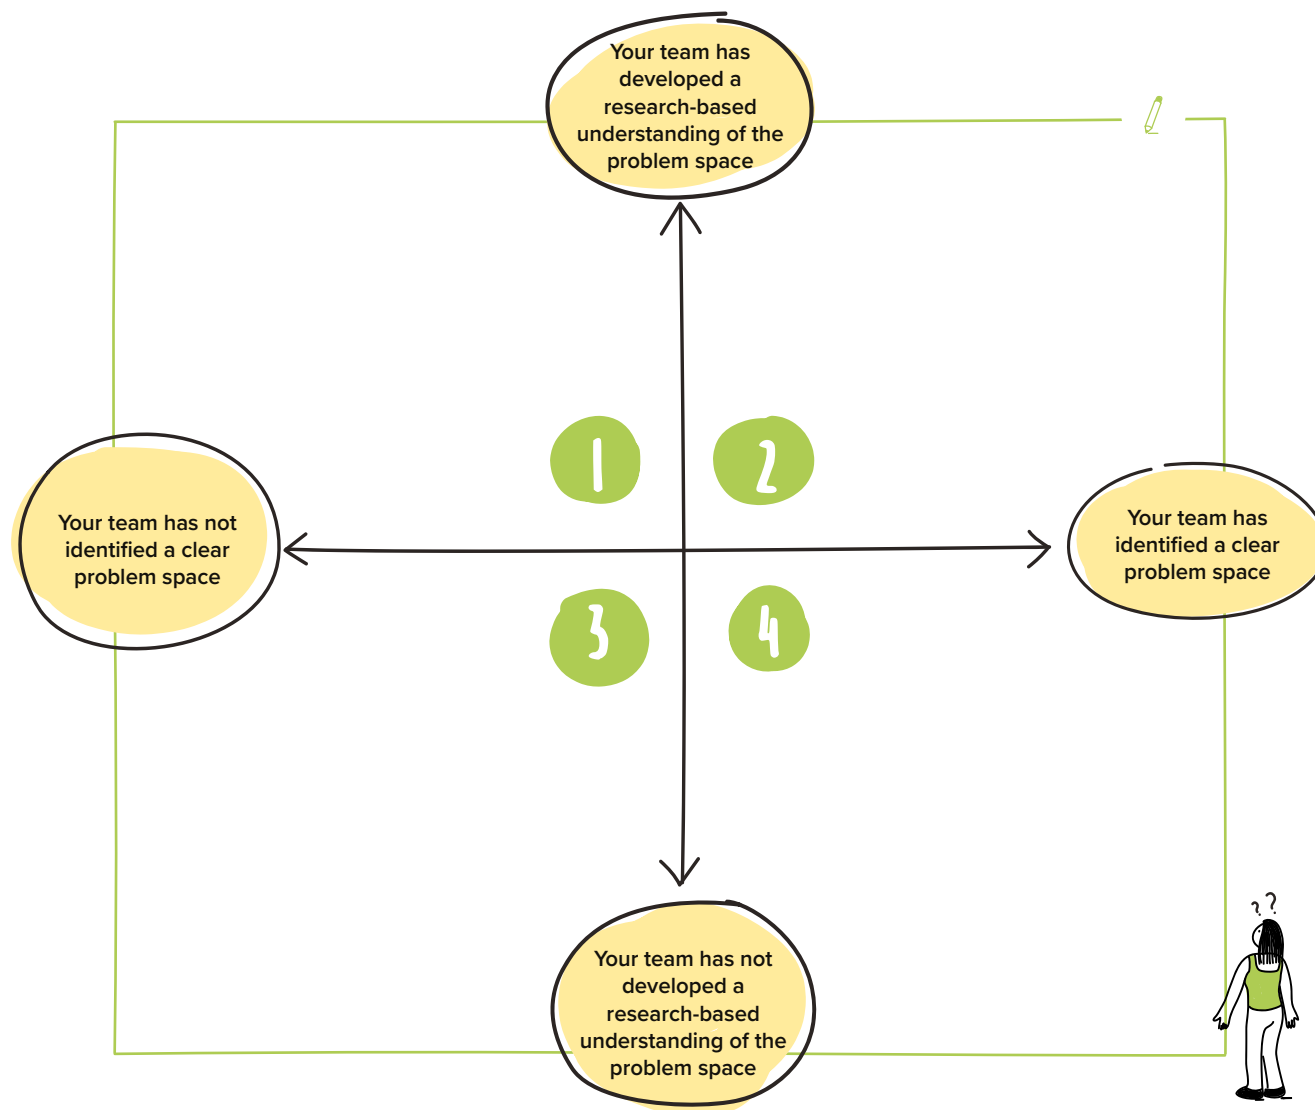 Your team has
developed a
research-based
understanding of the
problem space
1
2
Your team has not
identified a clear
problem space
Your team has
identified a clear
problem space
3
4
? ?
Your team has not
developed a
research-based
understanding of the
problem space